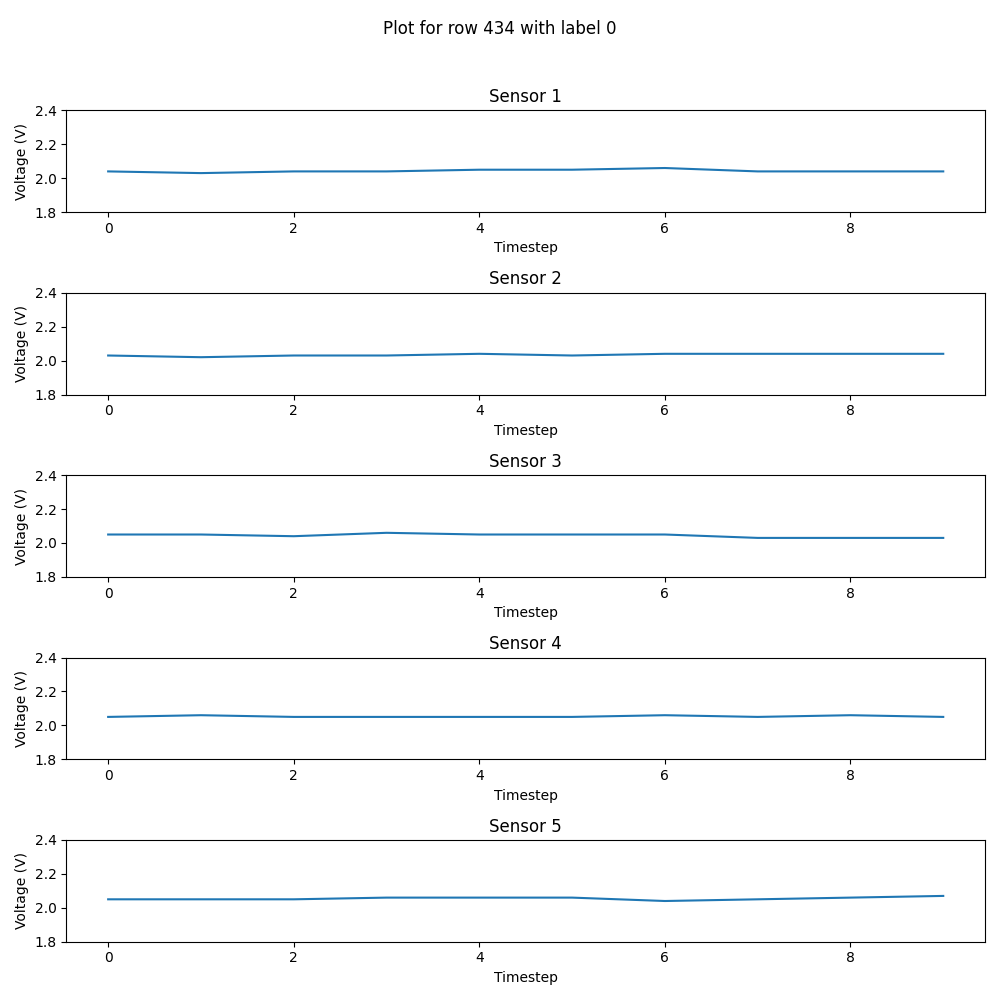 Plot for row 434 with label 0
Sensor 1
2.4
2.2
2.0
1.8
Voltage (V)
0 2 4 6 8
Timestep
Sensor 2
2.4
2.2
2.0
1.8
Voltage (V)
0 2 4 6 8
Timestep
Sensor 3
2.4
2.2
2.0
1.8
Voltage (V)
0 2 4 6 8
Timestep
Sensor 4
2.4
2.2
2.0
1.8
Voltage (V)
0 2 4 6 8
Timestep
Sensor 5
2.4
2.2
2.0
1.8
Voltage (V)
0 2 4 6 8
Timestep